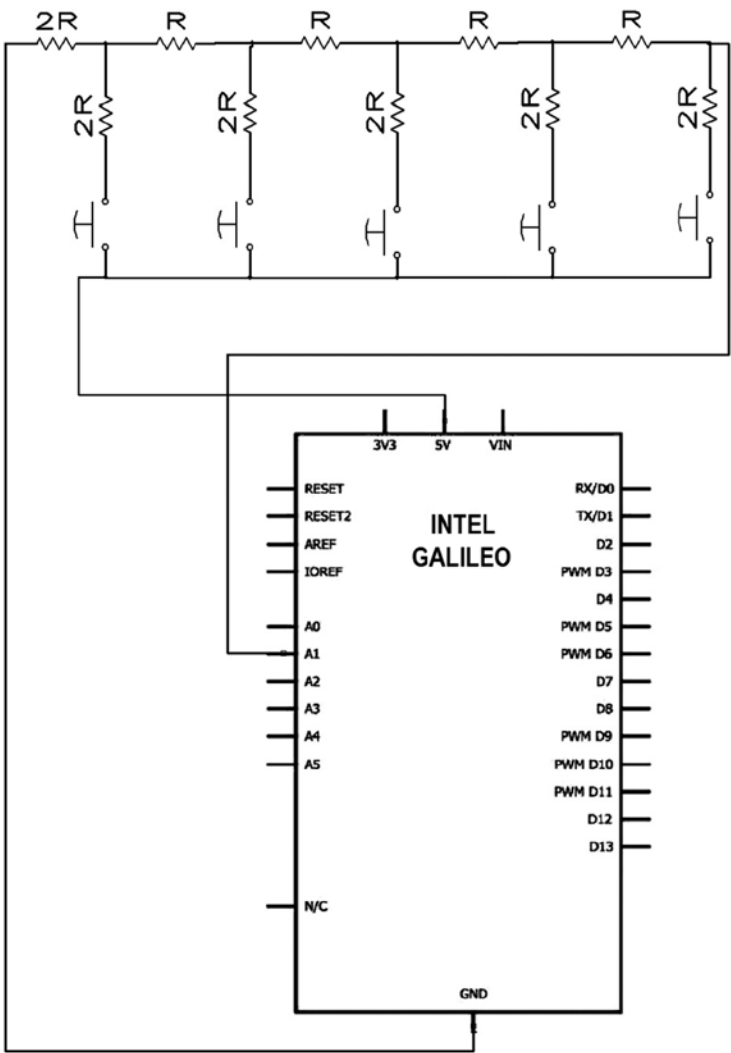 2R R R R R
2R 2R 2R 2R 2R
3V3 5V VIN
INTEL
GALILEO
RESET
RESET2
AREF
IOREF
A0
A1
A2
A3
A4
A5
N/C
RX/D0
TX/D1
D2
PWM D3
D4
PWM D5
PWM D6
D7
D8
PWM D9
PWM D10
PWM D11
D12
D13
GND